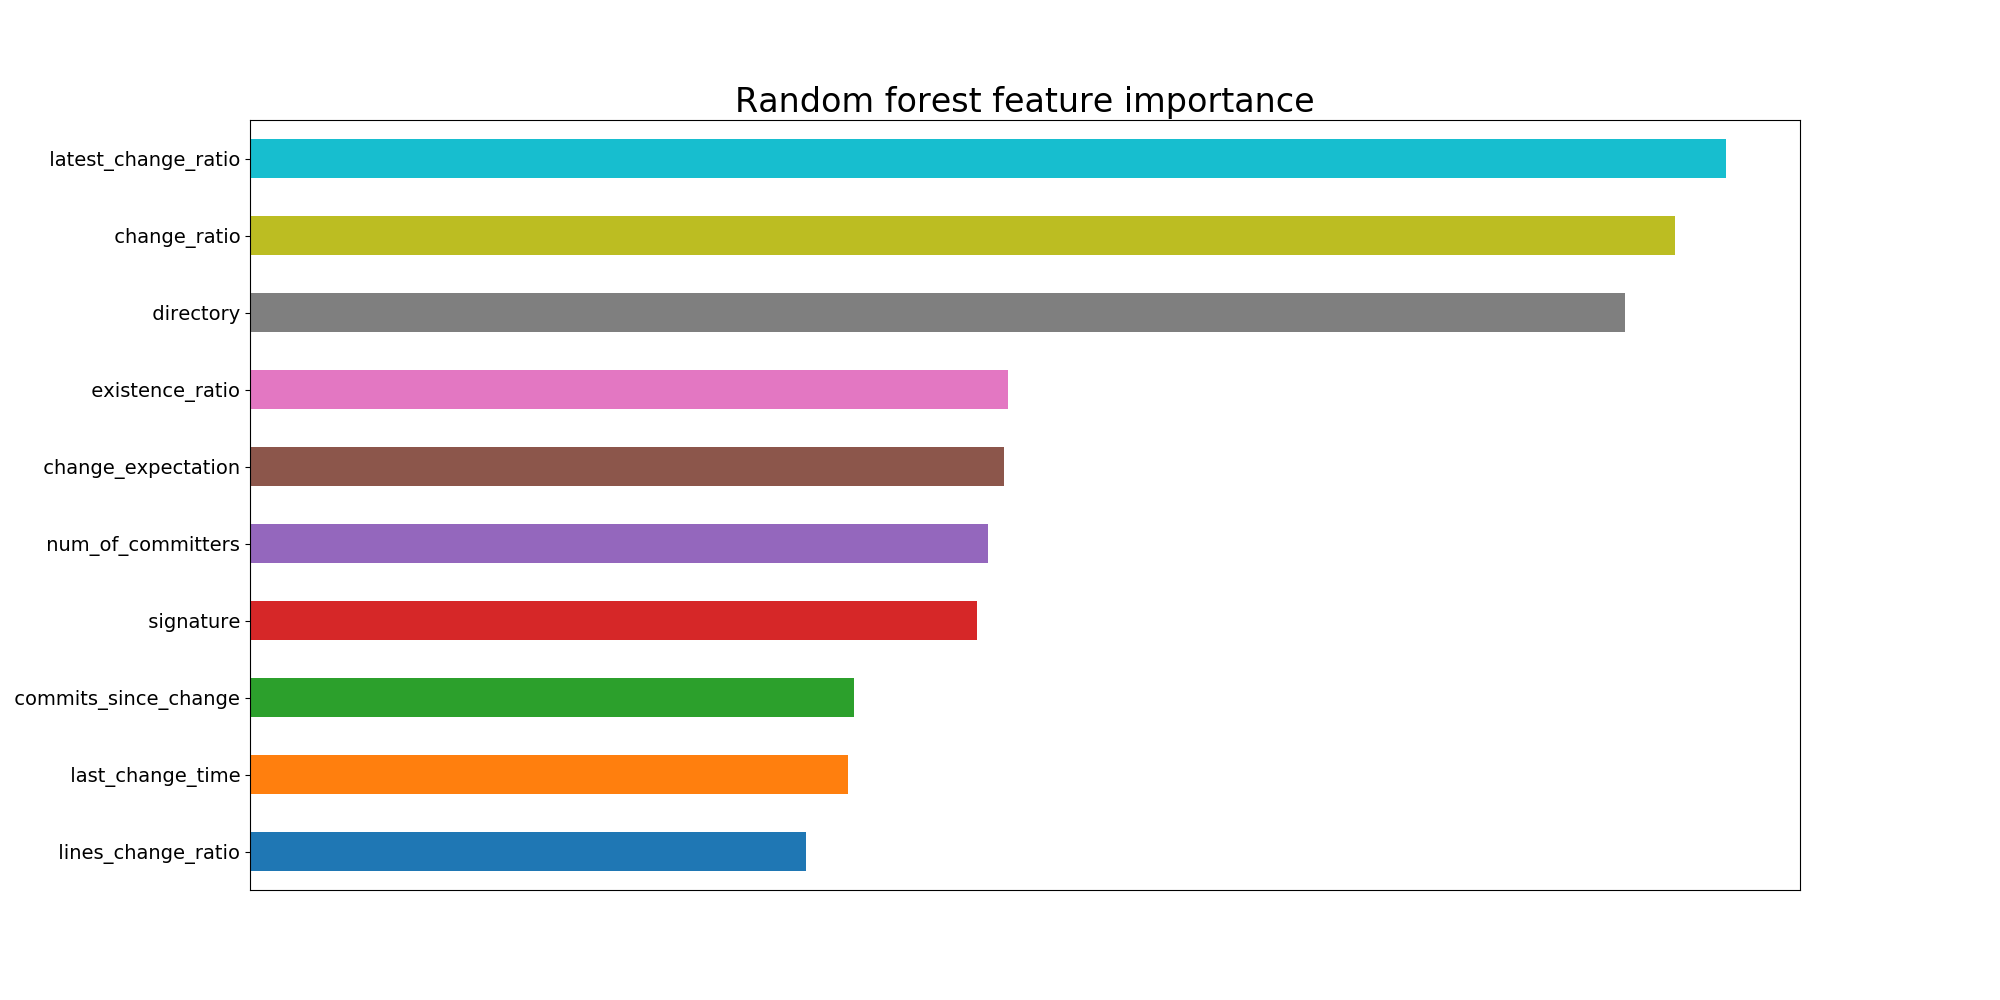 Random forest feature importance
latest_change_ratio
change_ratio
directory
existence_ratio
change_expectation
num_of_committers
signature
commits_since_change
last_change_time
lines_change_ratio